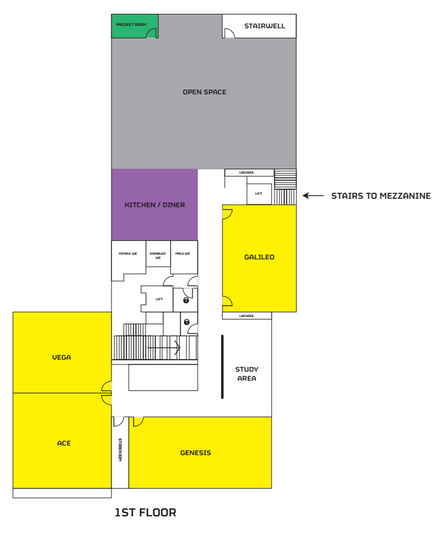 PROJECT ROOM
STAIRWELL
OPEN SPACE
LOCKERS
LIFT
STAIRS TO MEZZANINE
KITCHEN / DINER
FEMALE WC
DISABLED
WC
MALE WC
GALILEO
LIFT
LOCKERS
VEGA
STUDY
AREA
ACE
STOREROOM
GENESIS
1ST FLOOR